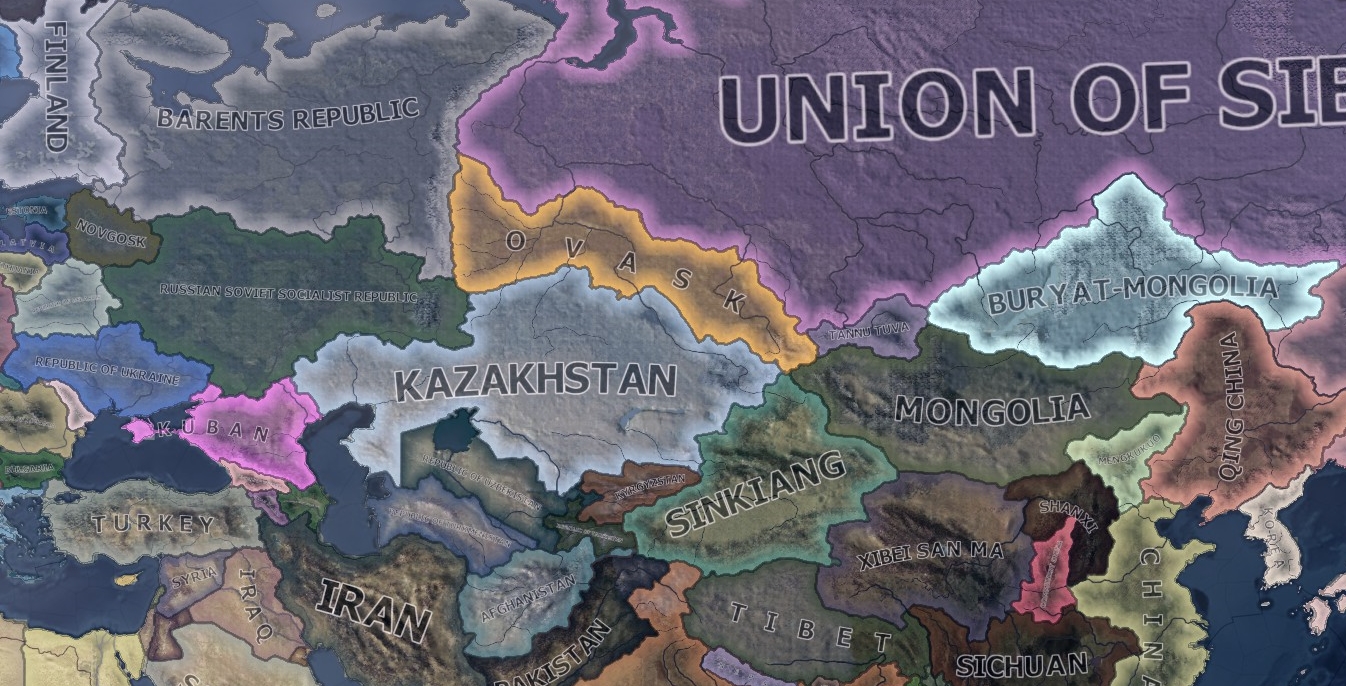 FINLAND
BARENTS REPUBLIC
UNION OF SIE
ESTONIA
NOVGOSK
LATVIA
OVASK
RUSSIAN SOVIET SOCIALIST REPUBLIC
BURYAT-MONGOLIA
TANNU TUVA
REPUBLIC OF UKRAINE
KAZAKHSTAN
QING CHINA
MONGOLIA
KUBAN
MENGKUKUO
BULGARIA
REPUBLIC OF UZBEKISTAN
KYRGYZSTAN
SINKIANG
TURKEY
SHANXI
KOREA
XIBEI SAN MA
CHINA
SYRIA
IRAQ
IRAN
AFGHANISTAN
TIBET
PAKISTAN
SICHUAN
S